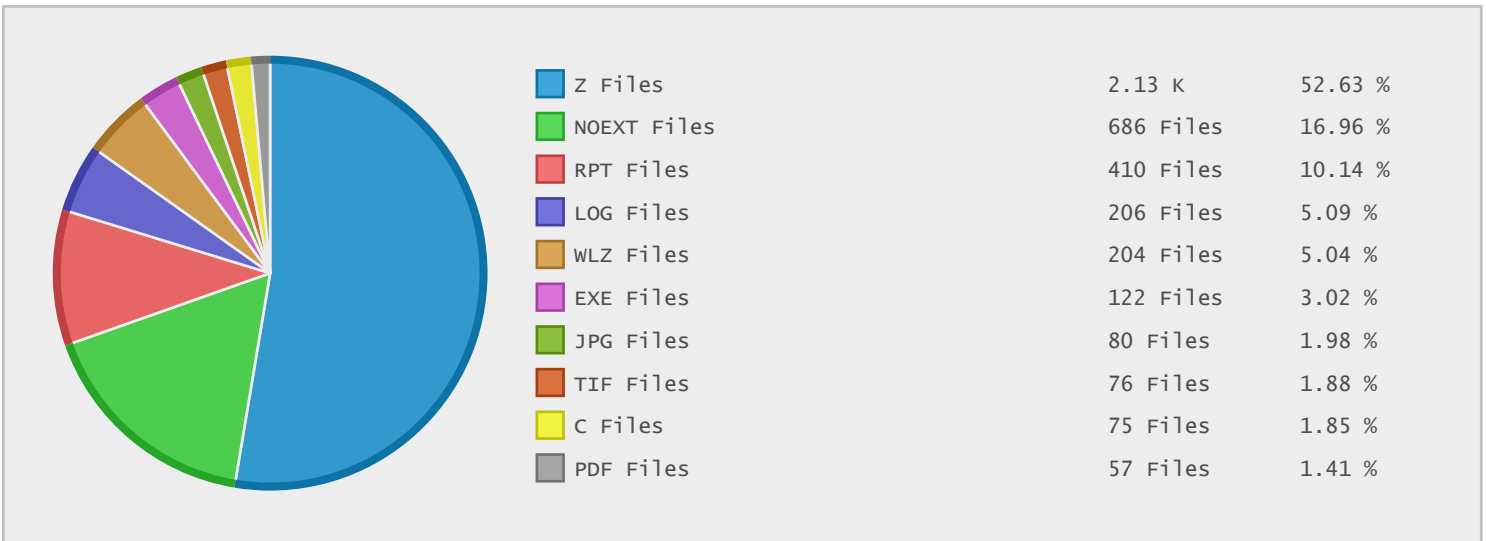 Z Files 2.13 K 52.63 %
NOEXT Files 686 Files 16.96 %
RPT Files 410 Files 10.14 %
LOG Files 206 Files 5.09 %
WLZ Files 204 Files 5.04 %
EXE Files 122 Files 3.02 %
JPG Files 80 Files 1.98 %
TIF Files 76 Files 1.88 %
C Files 75 Files 1.85 %
PDF Files 57 Files 1.41 %